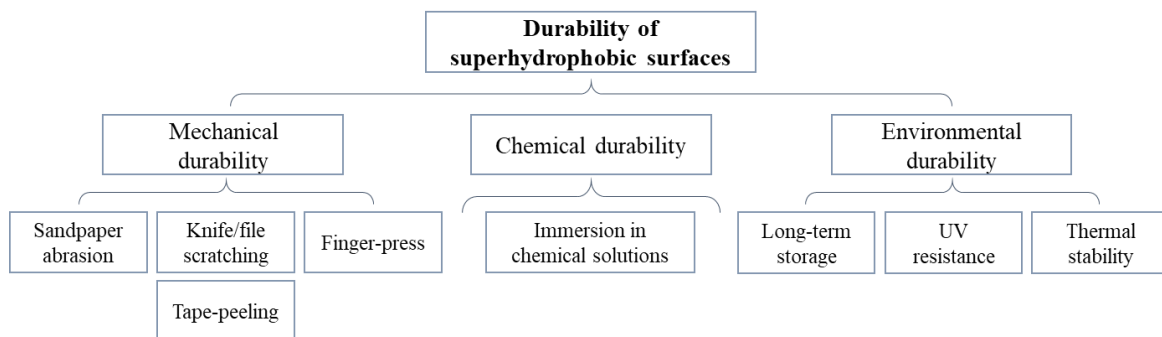 Durability of
superhydrophobic surfaces
Mechanical
durability
Chemical durability
Environmental
durability
Sandpaper
abrasion
Knife/file
scratching
Finger-press
Tape-peeling
Immersion in
chemical solutions
Long-term
storage
UV
resistance
Thermal
stability